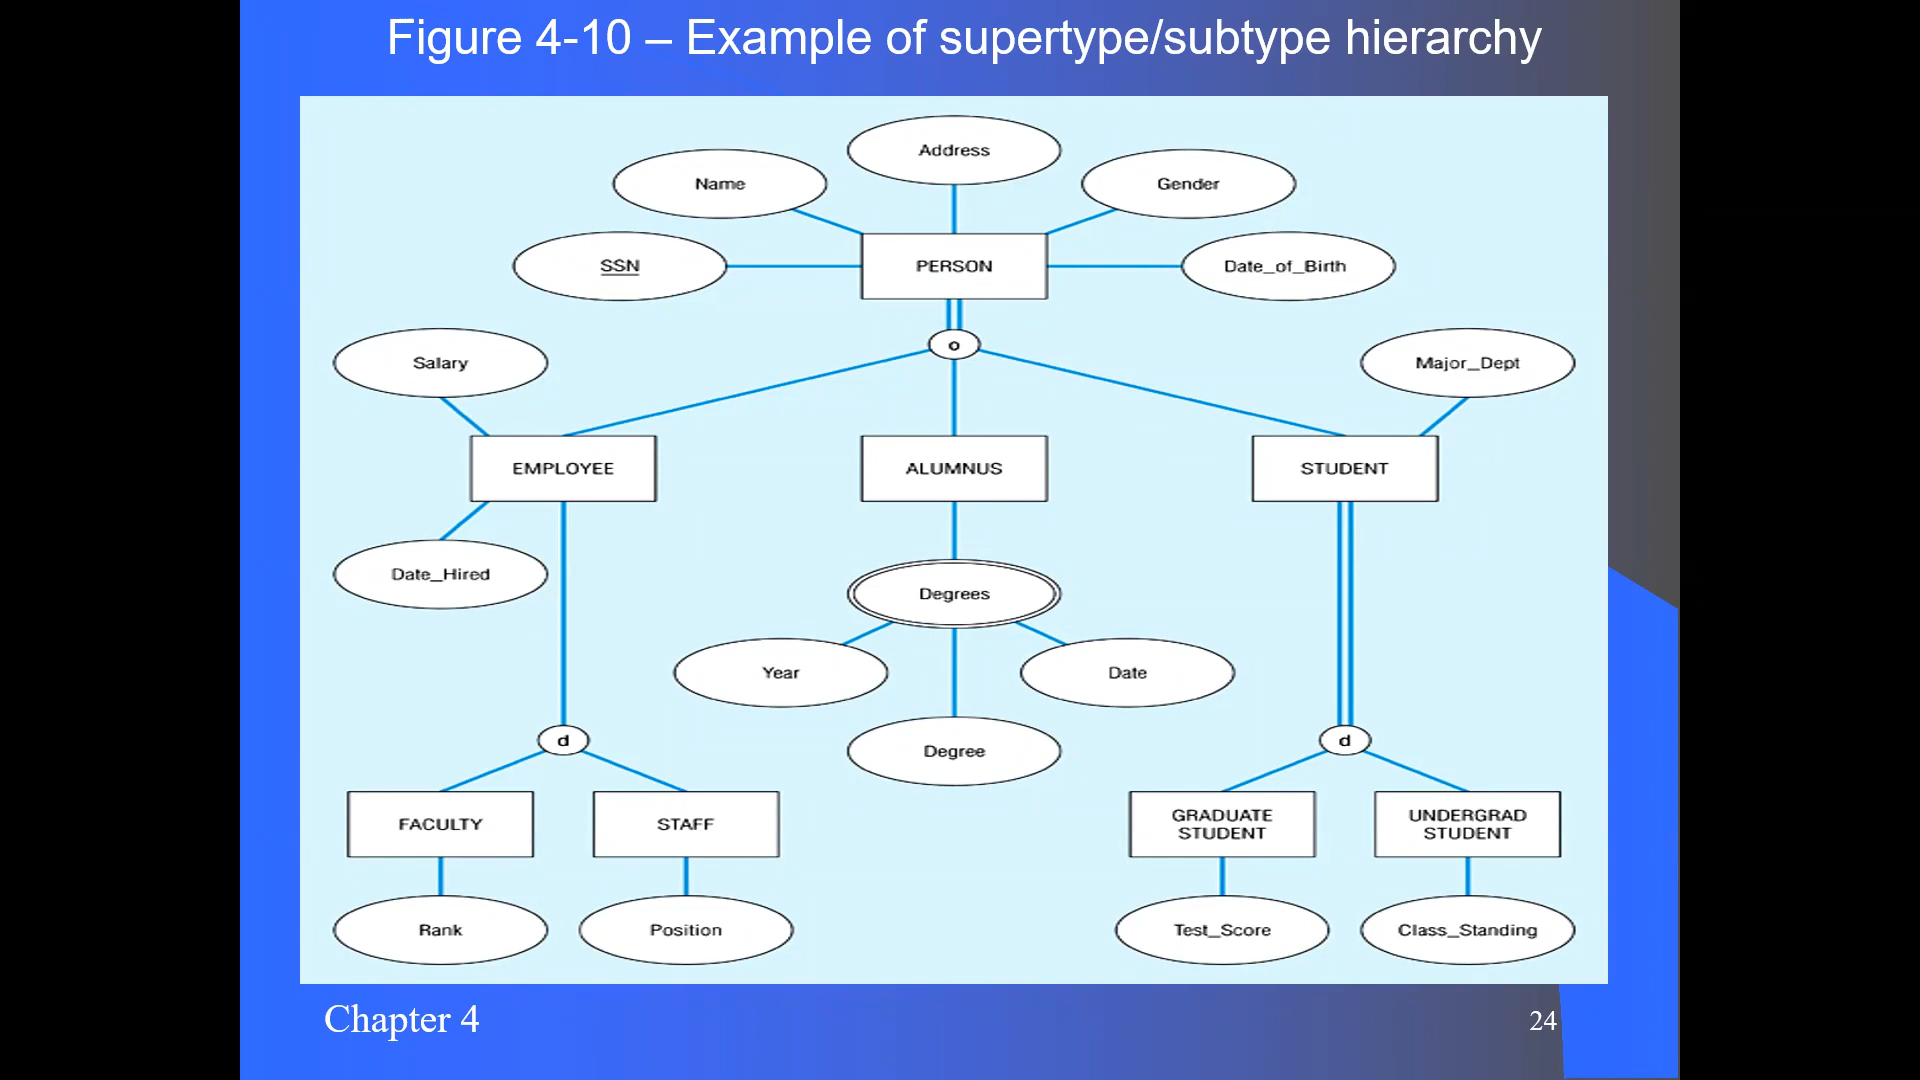 Figure 4-10 – Example of supertype/subtype hierarchy
Address
Name
Gender
SSN
PERSON
Date_of_Birth
o
Salary
Major_Dept
EMPLOYEE
ALUMNUS
STUDENT
Date_Hired
Degrees
Year
Date
d
Degree
d
FACULTY
STAFF
GRADUATE
STUDENT
UNDERGRAD
STUDENT
Rank
Position
Test_Score
Class_Standing
Chapter 4
24